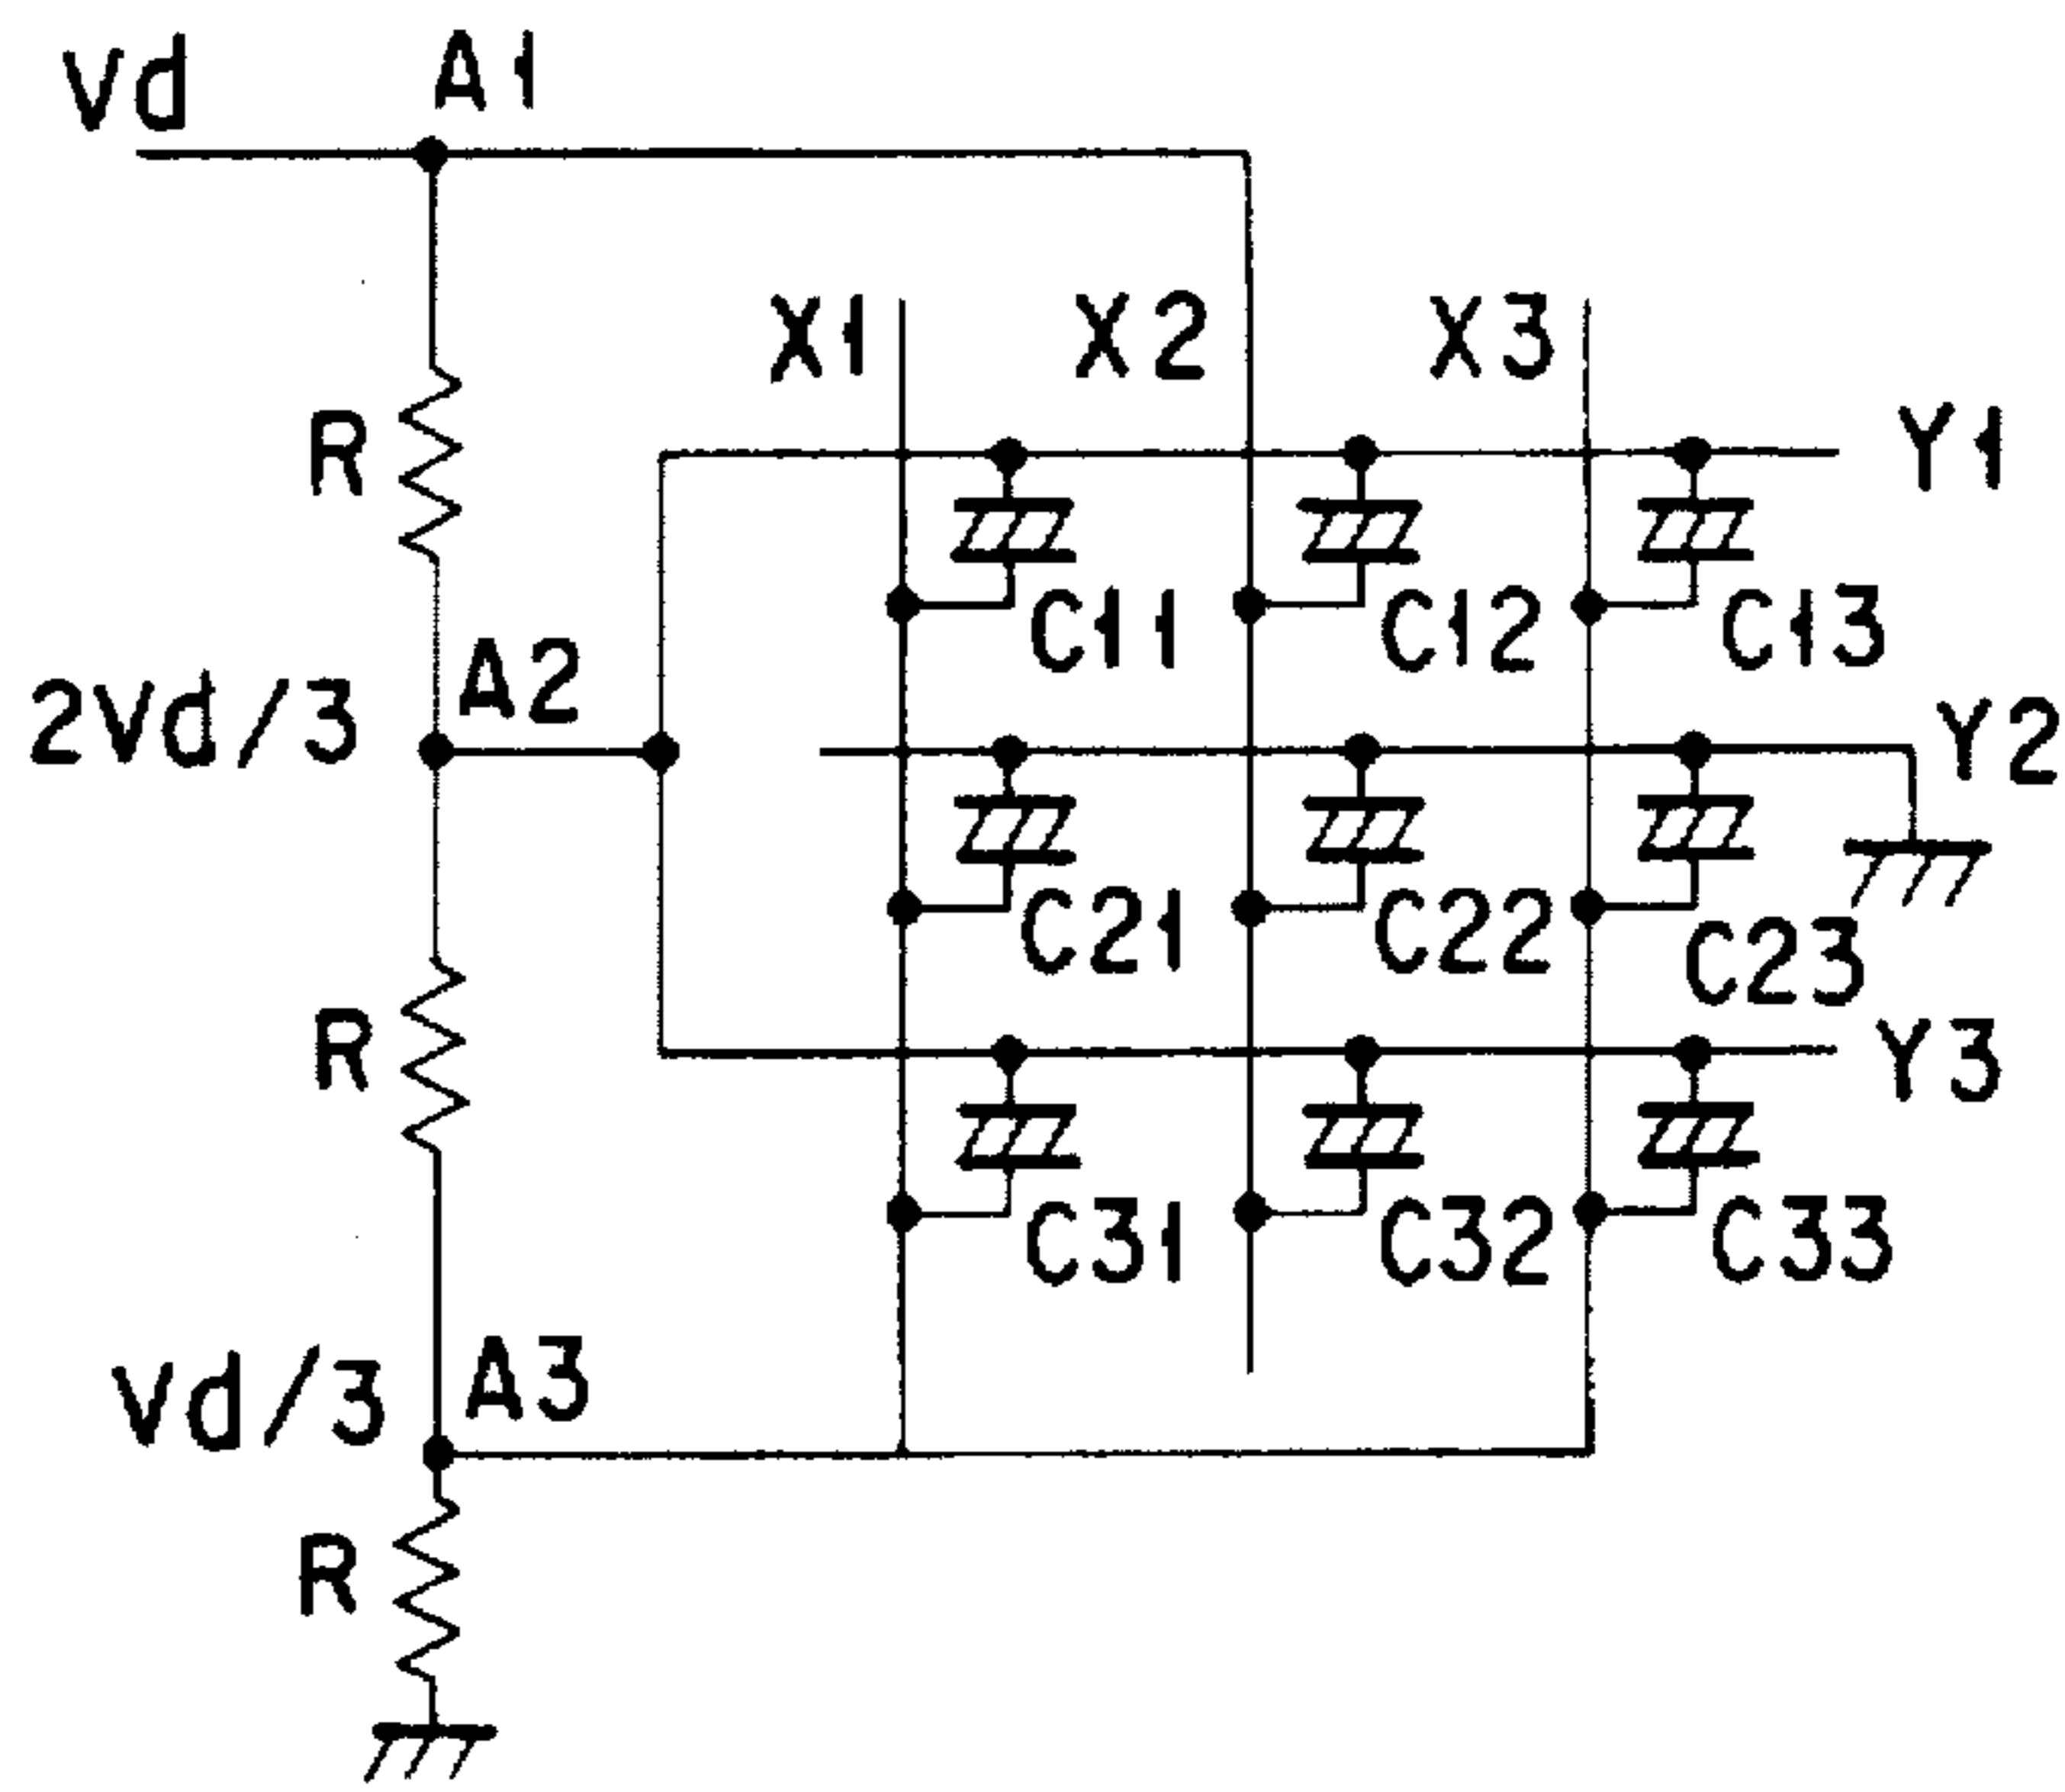 Vd A1
X1 X2 X3
R Y1
C11 C12 C13
2Vd/3 A2 Y2
C21 C22 C23
R Y3
C31 C32 C33
Vd/3 A3
R